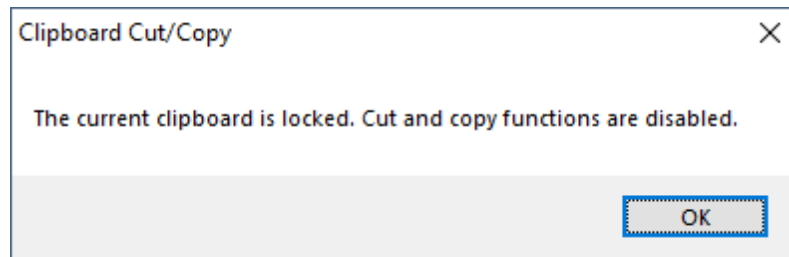 Clipboard Cut/Copy
The current clipboard is locked. Cut and copy functions are disabled.
OK